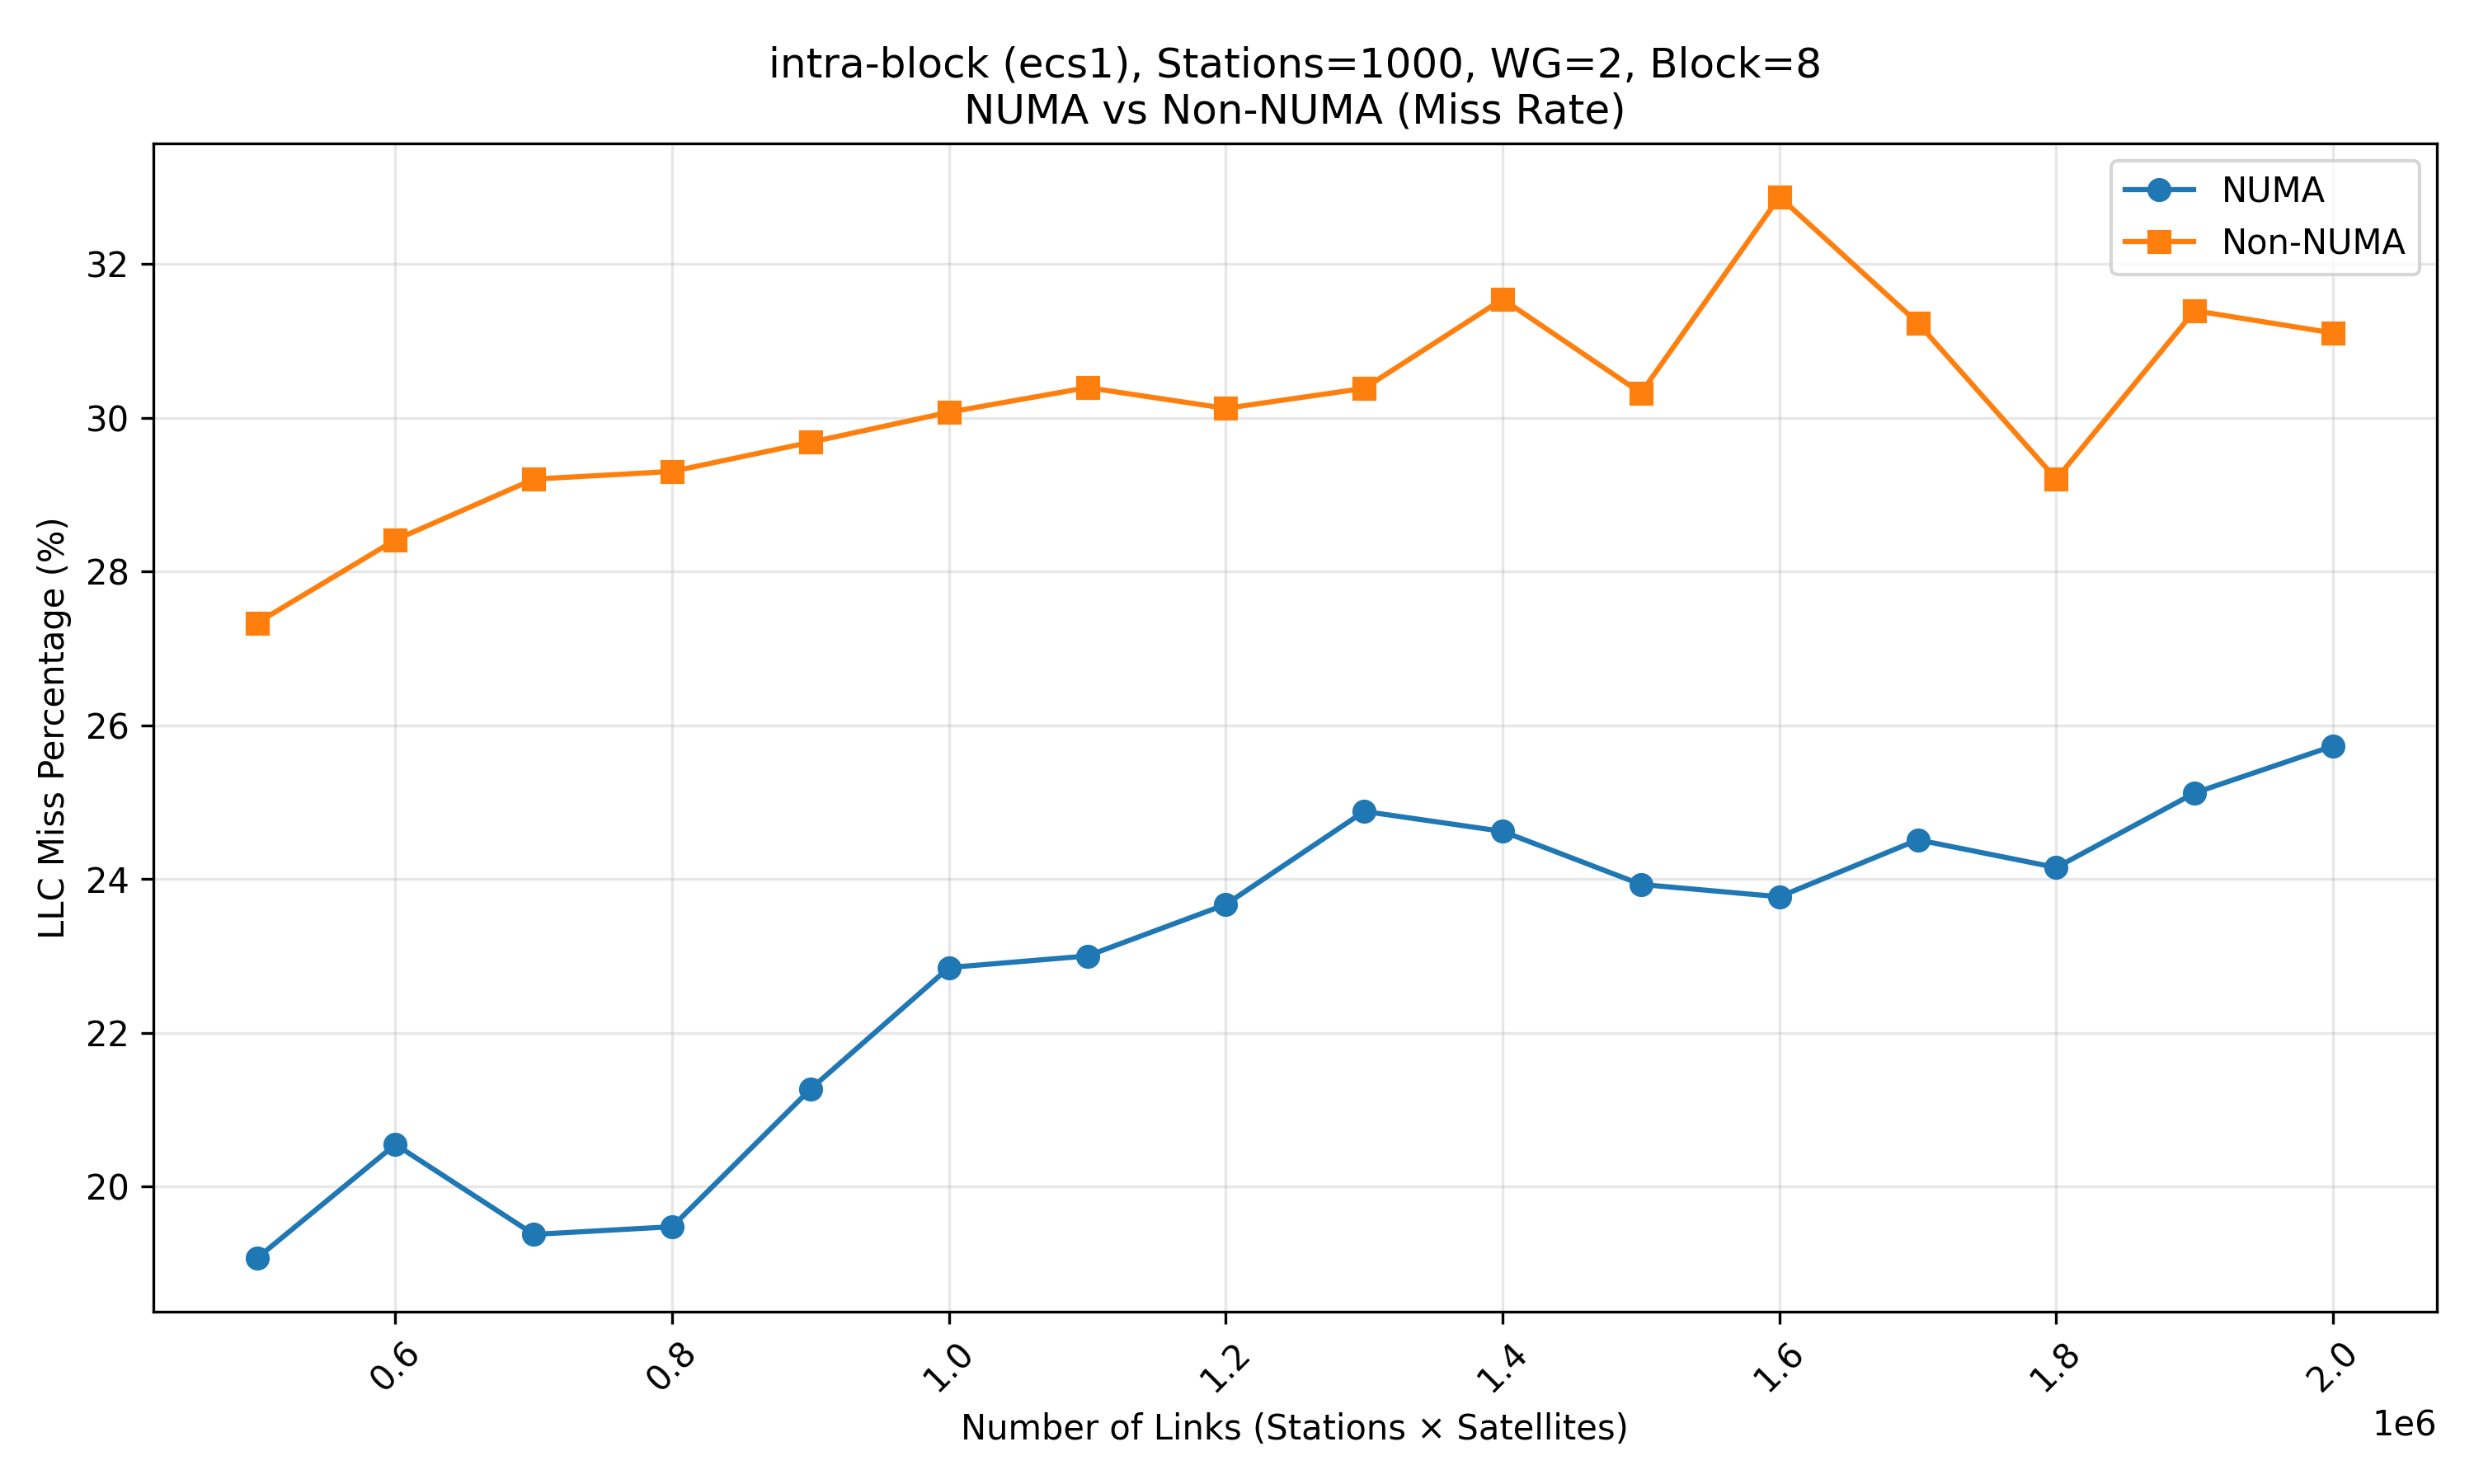 intra-block (ecs1), Stations=1000, WG=2, Block=8
NUMA vs Non-NUMA (Miss Rate)
NUMA
Non-NUMA
LLC Miss Percentage (%)
32
30
28
26
24
22
20
0.6
0.8
1.0
1.2
1.4
1.6
1.8
2.0
1e6
Number of Links (Stations × Satellites)